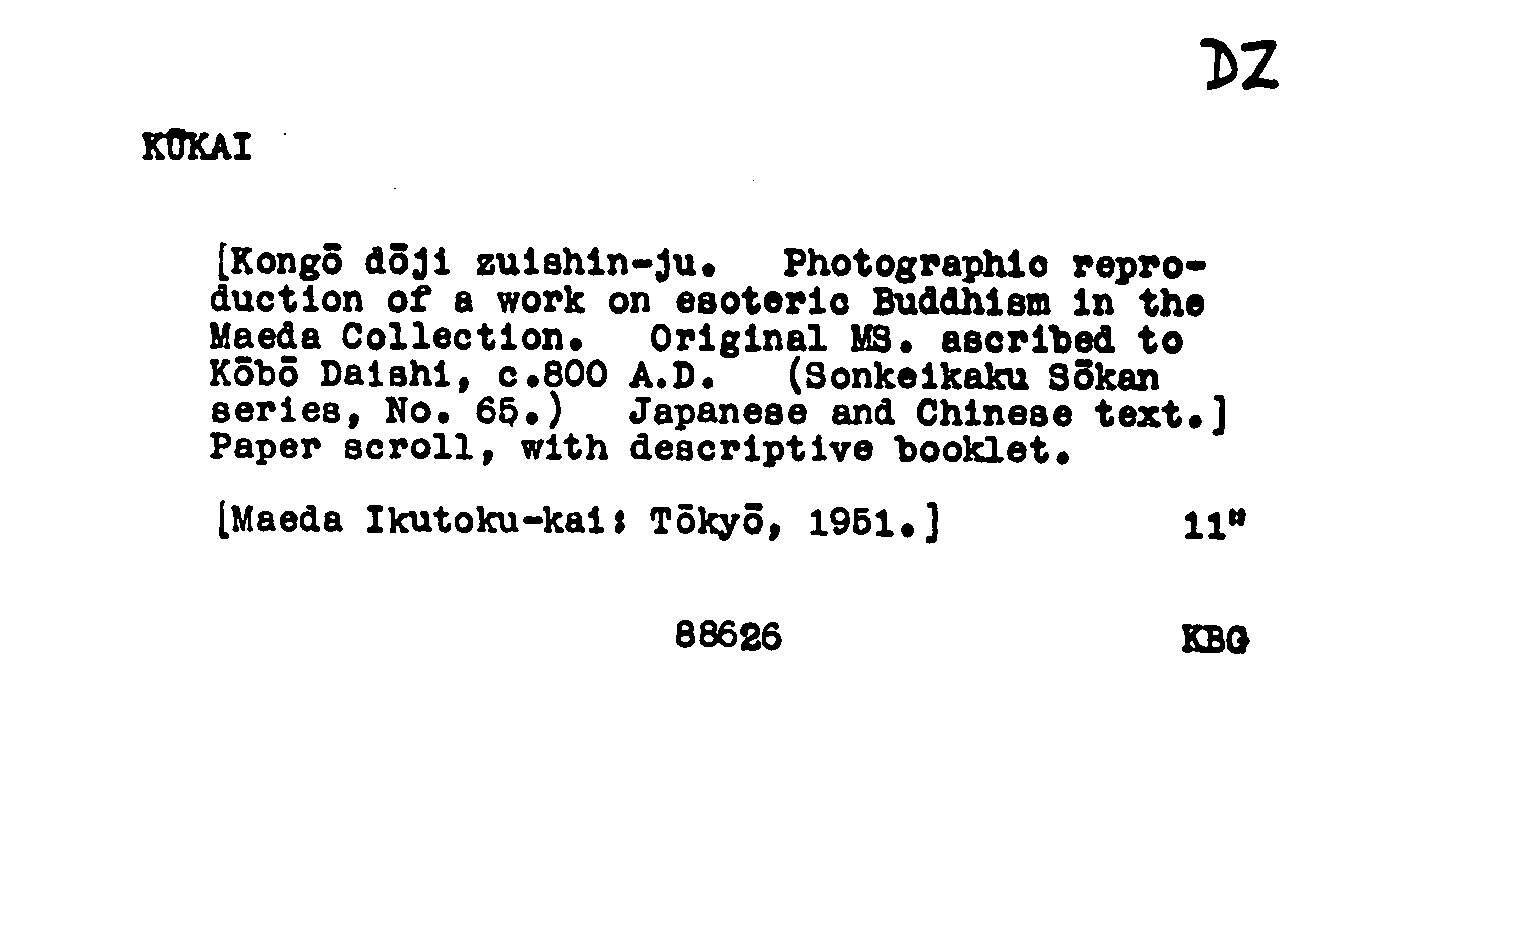 DZ
KŪKAI
[Kongō dōji zuishin-ju. Photographic repro-
duction of a work on esoteric Buddhism in the
Maeda Collection. Original MS. ascribed to
Kōbō Daishi, c.800 A.D. (Sonkeikaku Sōkan
series, No. 65.) Japanese and Chinese text.]
Paper scroll, with descriptive booklet.
[Maeda Ikutoku-kai: Tōkyō, 1951.] 11"
88626 KBG